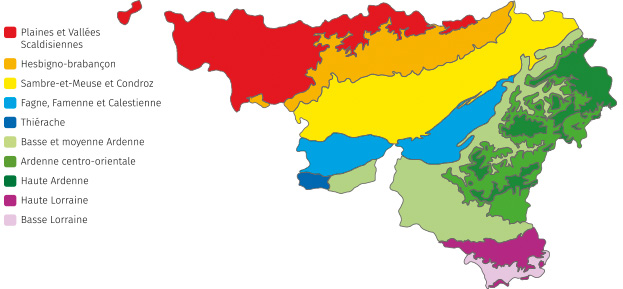 Plaines et Vallées
Scaldisiennes
Hesbigno-brabançon
Sambre-et-Meuse et Condroz
Fagne, Famenne et Calestienne
Thiérache
Basse et moyenne Ardenne
Ardenne centro-orientale
Haute Ardenne
Haute Lorraine
Basse Lorraine